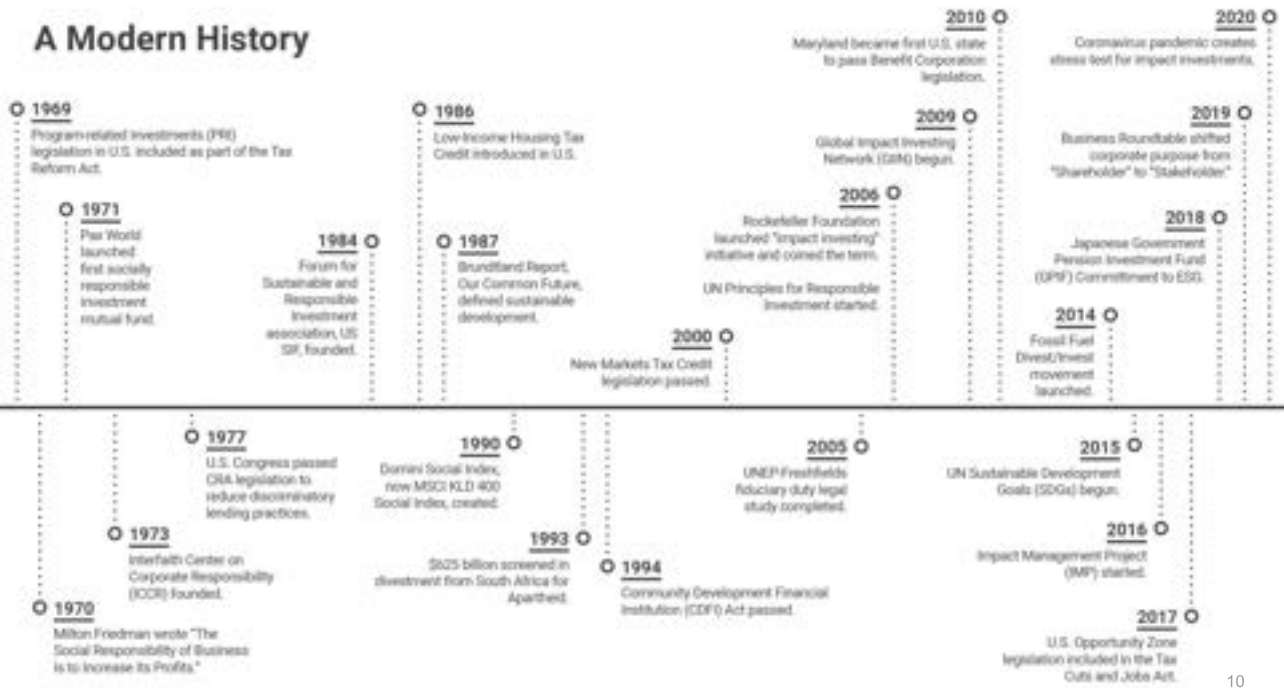 A Modern History
1969
Program-related investments (PRI)
legislation in U.S. included as part of the Tax
Reform Act.
1971
Pax World
launched
first socially
responsible
investment
mutual fund.
1984
Forum for
Sustainable and
Responsible
Investment
association, US
SIF, founded.
1986
Low-Income Housing Tax
Credit introduced in U.S.
1987
Brundtland Report,
Our Common Future,
defined sustainable
development.
2000
New Markets Tax Credit
legislation passed.
2006
Rockefeller Foundation
launched "impact investing"
initiative and coined the term.
UN Principles for Responsible
Investment started.
2009
Global Impact Investing
Network (GIIN) begun.
2010
Maryland became first U.S. state
to pass Benefit Corporation
legislation.
2014
Fossil Fuel
Divest/Invest
movement
launched.
2018
Japanese Government
Pension Investment Fund
(GPIF) Committment to ESG.
2019
Business Roundtable shifted
corporate purpose from
"Shareholder" to "Stakeholder."
2020
Coronavirus pandemic creates
stress test for impact investments.
1970
Milton Friedman wrote "The
Social Responsibility of Business
is to Increase its Profits."
1973
Interfaith Center on
Corporate Responsibility
(ICCR) founded.
1977
U.S. Congress passed
CRA legislation to
reduce discriminatory
lending practices.
1990
Domini Social Index,
now MSCI KLD 400
Social Index, created.
1993
$625 billion screened in
divestment from South Africa for
Apartheid.
1994
Community Development Financial
Institution (CDFI) Act passed.
2005
UNEP-Freshfields
fiduciary duty legal
study completed.
2015
UN Sustainable Development
Goals (SDGs) begun.
2016
Impact Management Project
(IMP) started.
2017
U.S. Opportunity Zone
legislation included in the Tax
Cuts and Jobs Act.
10